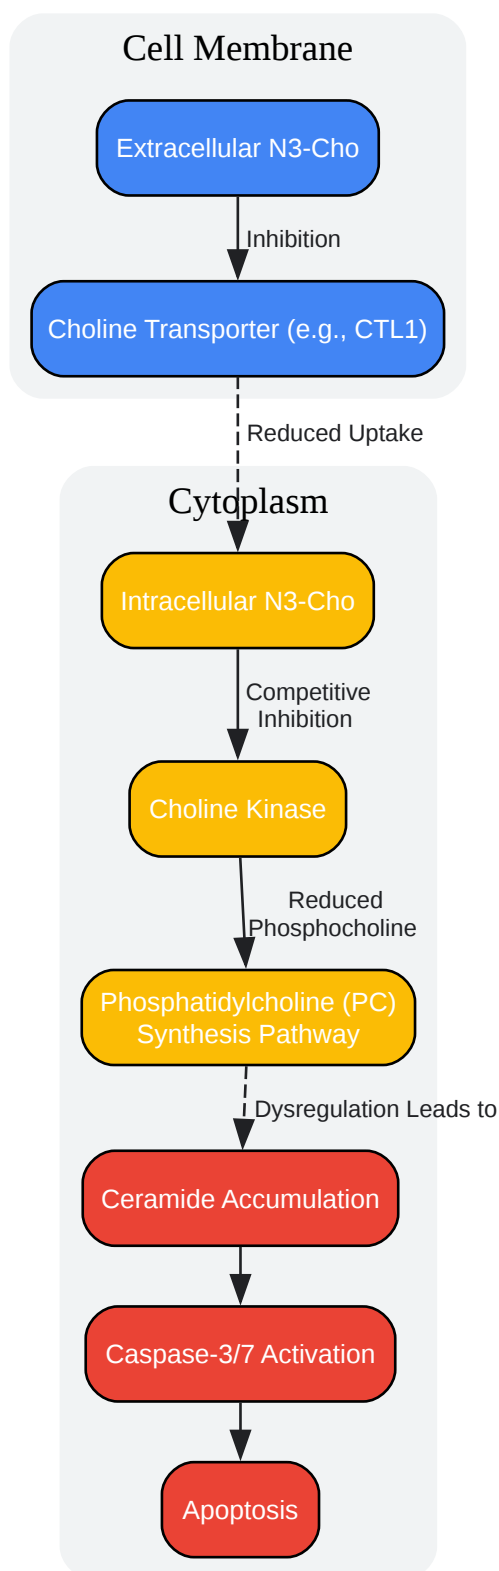 Cell Membrane
Extracellular N3-Cho
Inhibition
Choline Transporter (e.g., CTL1)
Reduced Uptake
Cytoplasm
Intracellular N3-Cho
Competitive
Inhibition
Choline Kinase
Reduced
Phosphocholine
Phosphatidylcholine (PC)
Synthesis Pathway
Dysregulation Leads to
Ceramide Accumulation
Caspase-3/7 Activation
Apoptosis